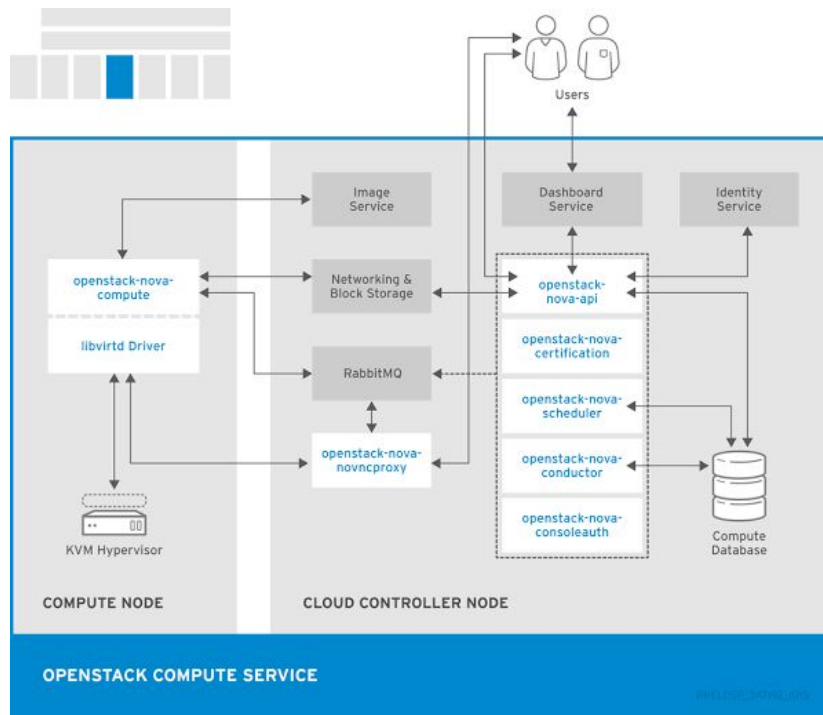 Users
Image
Service
Dashboard
Service
Identity
Service
openstack-nova-
compute
Networking &
Block Storage
openstack-
nova-api
libvirtd Driver
openstack-nova-
certification
RabbitMQ
openstack-nova-
scheduler
openstack-nova-
novncproxy
openstack-nova-
conductor
openstack-nova-
consoleauth
KVM Hypervisor
Compute
Database
COMPUTE NODE
CLOUD CONTROLLER NODE
OPENSTACK COMPUTE SERVICE